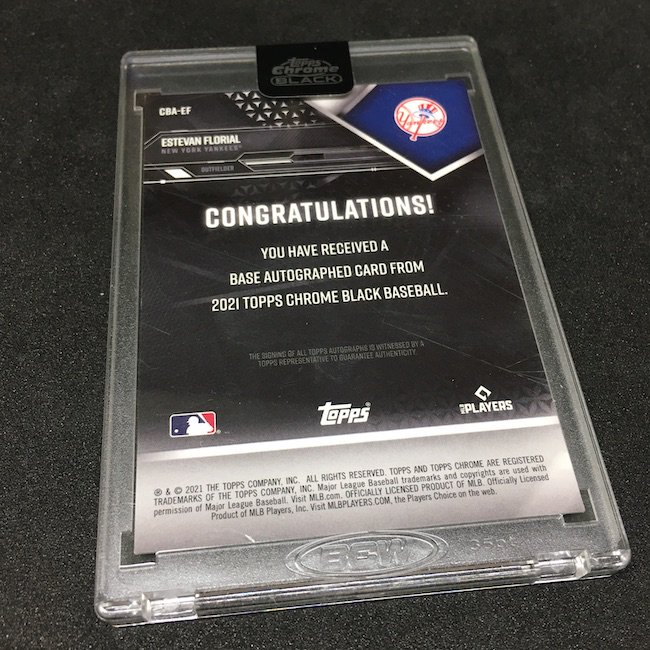 Topps
Chrome
BLACK
CBA-EF
ESTEVAN FLORIAL
NEW YORK YANKEES®
OUTFIELDER
Yankees
CONGRATULATIONS!
YOU HAVE RECEIVED A
BASE AUTOGRAPHED CARD FROM
2021 TOPPS CHROME BLACK BASEBALL.
THE SIGNING OF ALL TOPPS AUTOGRAPHS IS WITNESSED BY A
TOPPS REPRESENTATIVE TO GUARANTEE AUTHENTICITY.
Topps®
MLB PLAYERS
® & © 2021 THE TOPPS COMPANY, INC. ALL RIGHTS RESERVED. TOPPS AND TOPPS CHROME ARE REGISTERED
TRADEMARKS OF THE TOPPS COMPANY, INC. Major League Baseball trademarks and copyrights are used with
permission of Major League Baseball. Visit MLB.com. OFFICIALLY LICENSED PRODUCT OF MLB. Officially Licensed
Product of MLB Players, Inc. Visit MLBPLAYERS.COM, the Players Choice on the web.
BCW